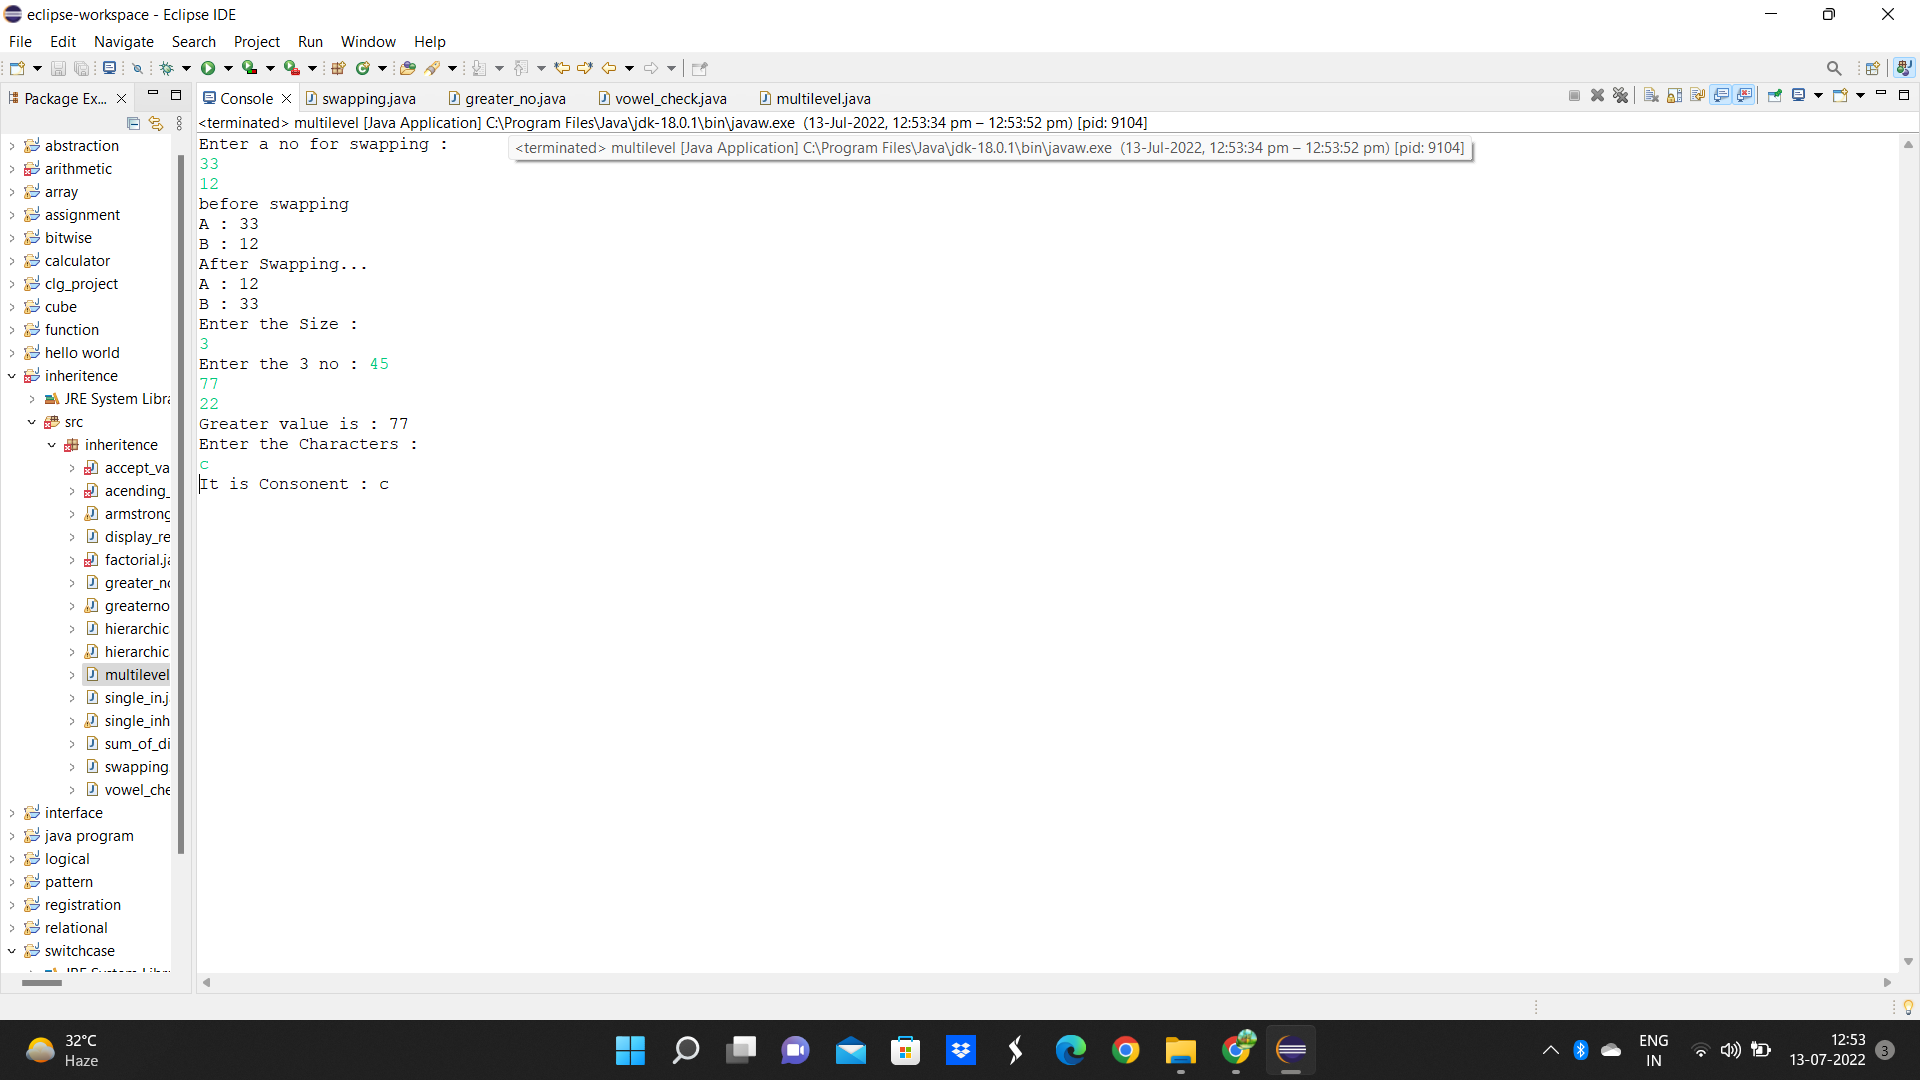 eclipse-workspace - Eclipse IDE
File Edit Navigate Search Project Run Window Help
Package Ex...
Console swapping.java greater_no.java vowel_check.java multilevel.java
<terminated> multilevel [Java Application] C:\Program Files\Java\jdk-18.0.1\bin\javaw.exe (13-Jul-2022, 12:53:34 pm – 12:53:52 pm) [pid: 9104]
<terminated> multilevel [Java Application] C:\Program Files\Java\jdk-18.0.1\bin\javaw.exe (13-Jul-2022, 12:53:34 pm – 12:53:52 pm) [pid: 9104]
abstraction
arithmetic
array
assignment
bitwise
calculator
clg_project
cube
function
hello world
inheritence
JRE System Libra
src
inheritence
accept_va
acending_
armstrong
display_re
factorial.ja
greater_no
greaterno
hierarchic
hierarchic
multilevel
single_in.j
single_inh
sum_of_di
swapping
vowel_che
interface
java program
logical
pattern
registration
relational
switchcase
JRE System Libra
Enter a no for swapping :
33
12
before swapping
A : 33
B : 12
After Swapping...
A : 12
B : 33
Enter the Size :
3
Enter the 3 no : 45
77
22
Greater value is : 77
Enter the Characters :
c
It is Consonent : c
32°C
Haze
ENG
IN
12:53
13-07-2022
3